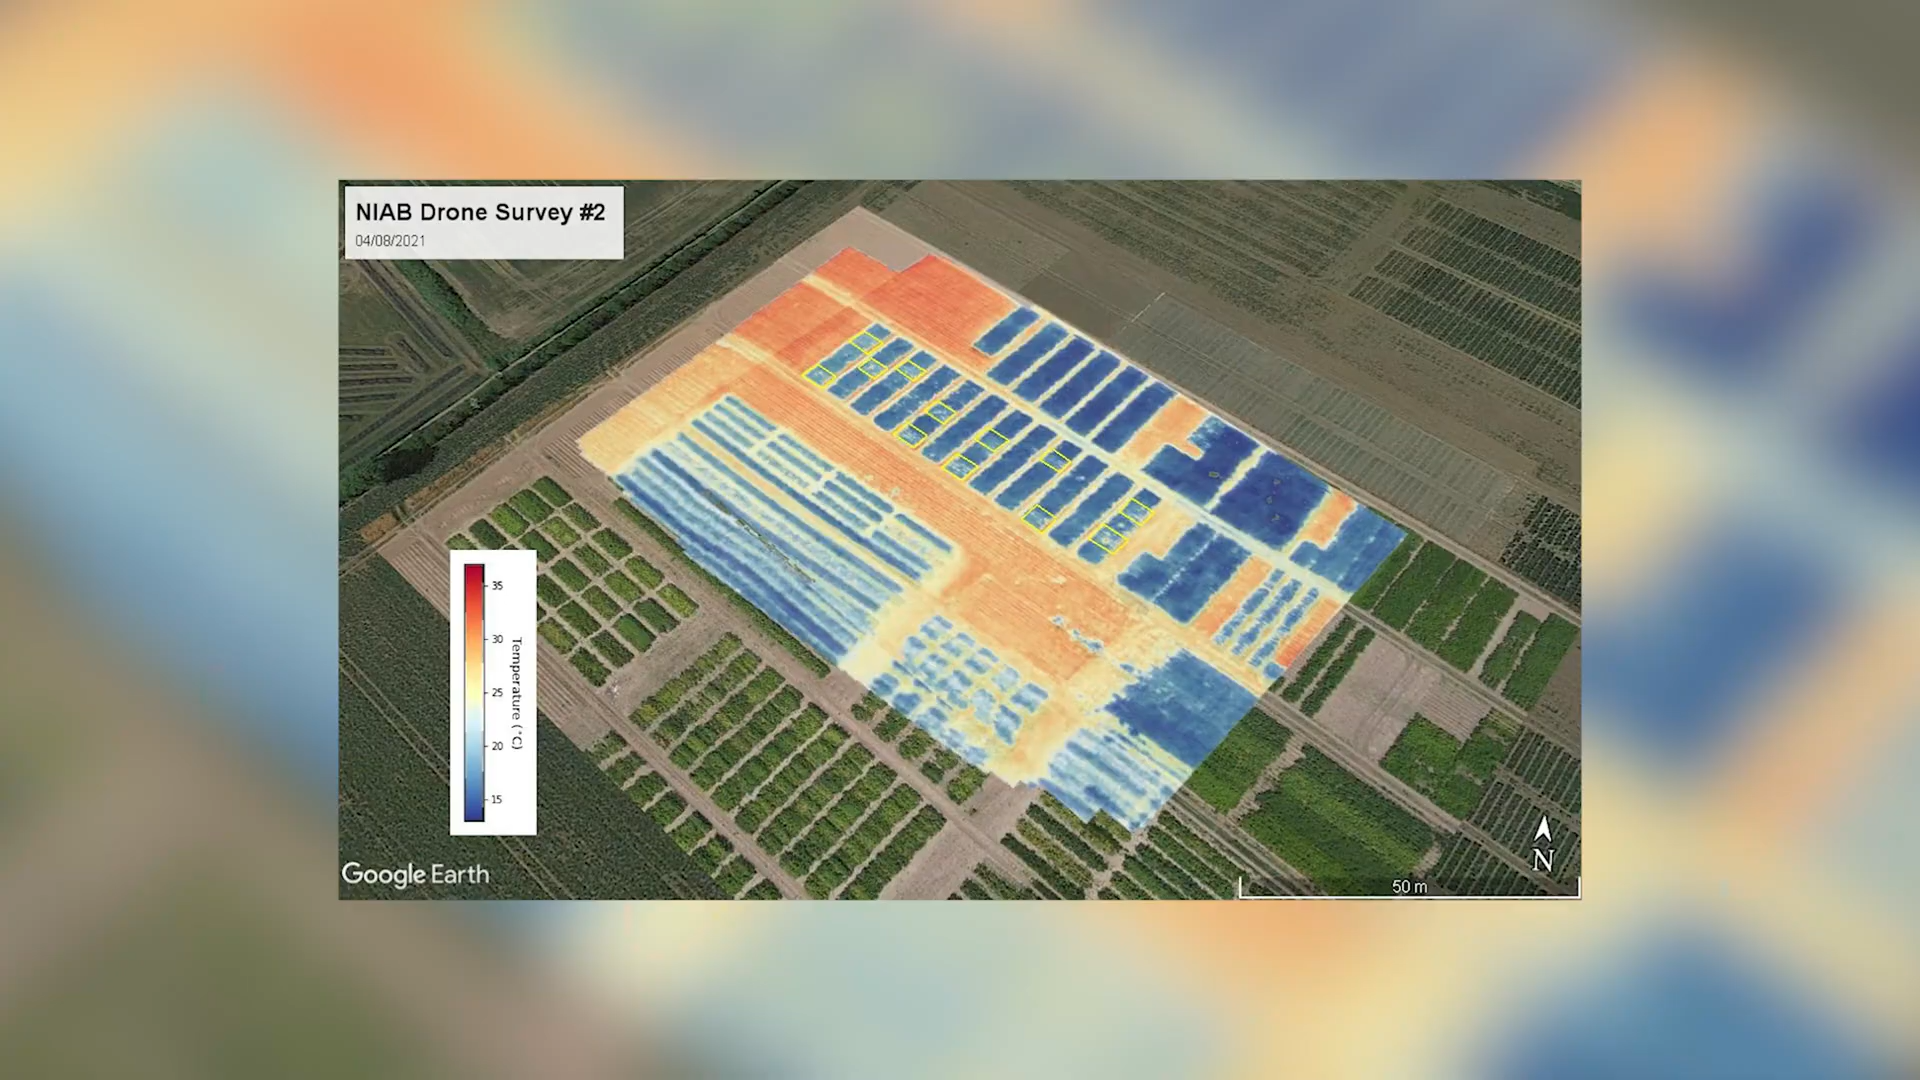 NIAB Drone Survey #2
04/08/2021
35
30
25
20
15
Temperature (°C)
Google Earth
N
50 m